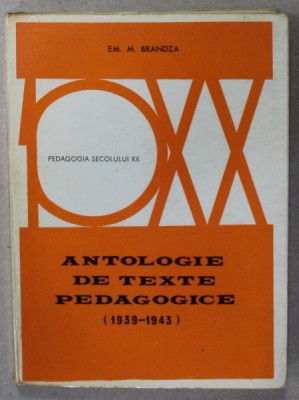 EM. M. BRANDZA
PEDAGOGIA SECOLULUI XX
ANTOLOGIE
DE TEXTE
PEDAGOGICE
(1939-1943)